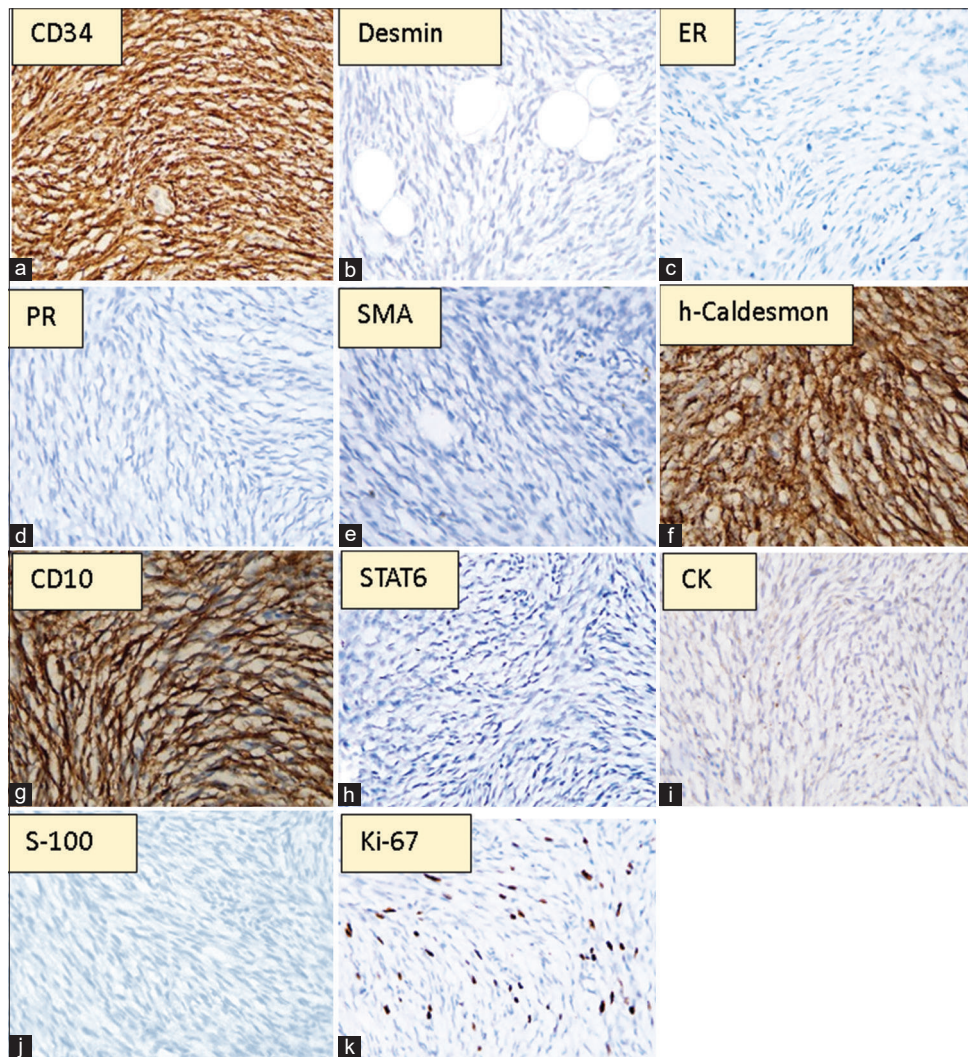 CD34
Desmin
ER
a
b
c
PR
SMA
h-Caldesmon
d
e
f
CD10
STAT6
CK
g
h
i
S-100
Ki-67
j
k